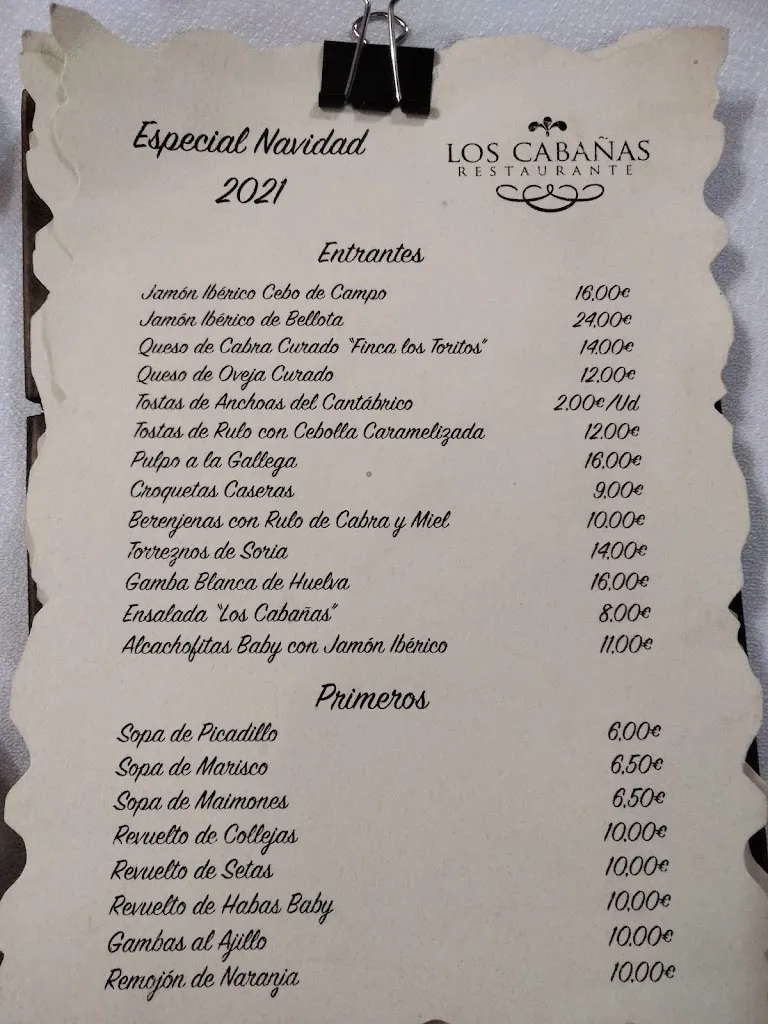 Especial Navidad
2021
LOS CABAÑAS
RESTAURANTE
Entrantes
Jamón Ibérico Cebo de Campo 16,00€
Jamón Ibérico de Bellota 24,00€
Queso de Cabra Curado "Finca los Toritos" 14,00€
Queso de Oveja Curado 12,00€
Tostas de Anchoas del Cantábrico 2,00€/Ud
Tostas de Rulo con Cebolla Caramelizada 12,00€
Pulpo a la Gallega 16,00€
Croquetas Caseras 9,00€
Berenjenas con Rulo de Cabra y Miel 10,00€
Torreznos de Soria 14,00€
Gamba Blanca de Huelva 16,00€
Ensalada "Los Cabañas" 8,00€
Alcachofitas Baby con Jamón Ibérico 11,00€
Primeros
Sopa de Picadillo 6,00€
Sopa de Marisco 6,50€
Sopa de Maimones 6,50€
Revuelto de Collejas 10,00€
Revuelto de Setas 10,00€
Revuelto de Habas Baby 10,00€
Gambas al Ajillo 10,00€
Remojón de Naranja 10,00€